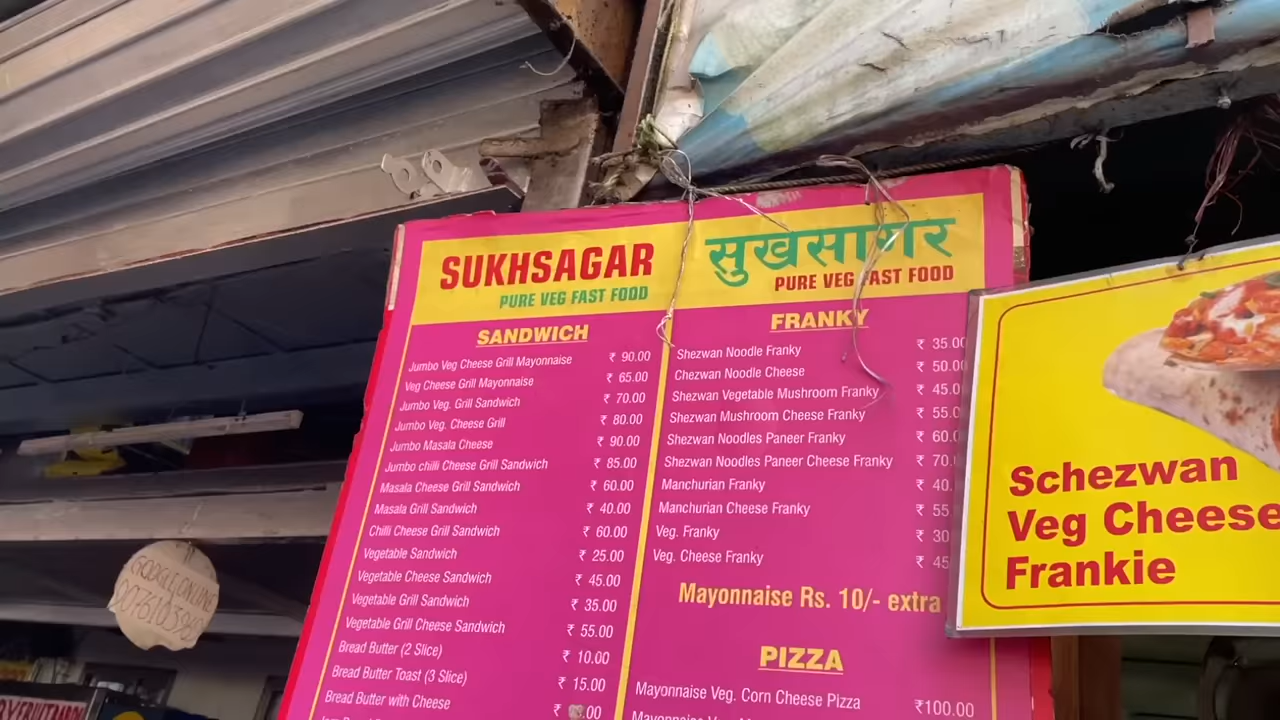 SUKHSAGAR
PURE VEG FAST FOOD
सुखसागर
PURE VEG FAST FOOD
SANDWICH
Jumbo Veg Cheese Grill Mayonnaise ₹ 90.00
Veg Cheese Grill Mayonnaise ₹ 65.00
Jumbo Veg. Grill Sandwich ₹ 70.00
Jumbo Veg. Cheese Grill ₹ 80.00
Jumbo Masala Cheese ₹ 90.00
Jumbo chilli Cheese Grill Sandwich ₹ 85.00
Masala Cheese Grill Sandwich ₹ 60.00
Masala Grill Sandwich ₹ 40.00
Chilli Cheese Grill Sandwich ₹ 60.00
Vegetable Sandwich ₹ 25.00
Vegetable Cheese Sandwich ₹ 45.00
Vegetable Grill Sandwich ₹ 35.00
Vegetable Grill Cheese Sandwich ₹ 55.00
Bread Butter (2 Slice) ₹ 10.00
Bread Butter Toast (3 Slice) ₹ 15.00
Bread Butter with Cheese ₹ .00
FRANKY
Shezwan Noodle Franky ₹ 35.00
Chezwan Noodle Cheese ₹ 50.00
Shezwan Vegetable Mushroom Franky ₹ 45.0
Shezwan Mushroom Cheese Franky ₹ 55.0
Shezwan Noodles Paneer Franky ₹ 60.0
Shezwan Noodles Paneer Cheese Franky ₹ 70.
Manchurian Franky ₹ 40.
Manchurian Cheese Franky ₹ 55
Veg. Franky ₹ 30
Veg. Cheese Franky ₹ 45
Mayonnaise Rs. 10/- extra
PIZZA
Mayonnaise Veg. Corn Cheese Pizza ₹100.00
Schezwan
Veg Cheese
Frankie
GOOGLE ONLINE